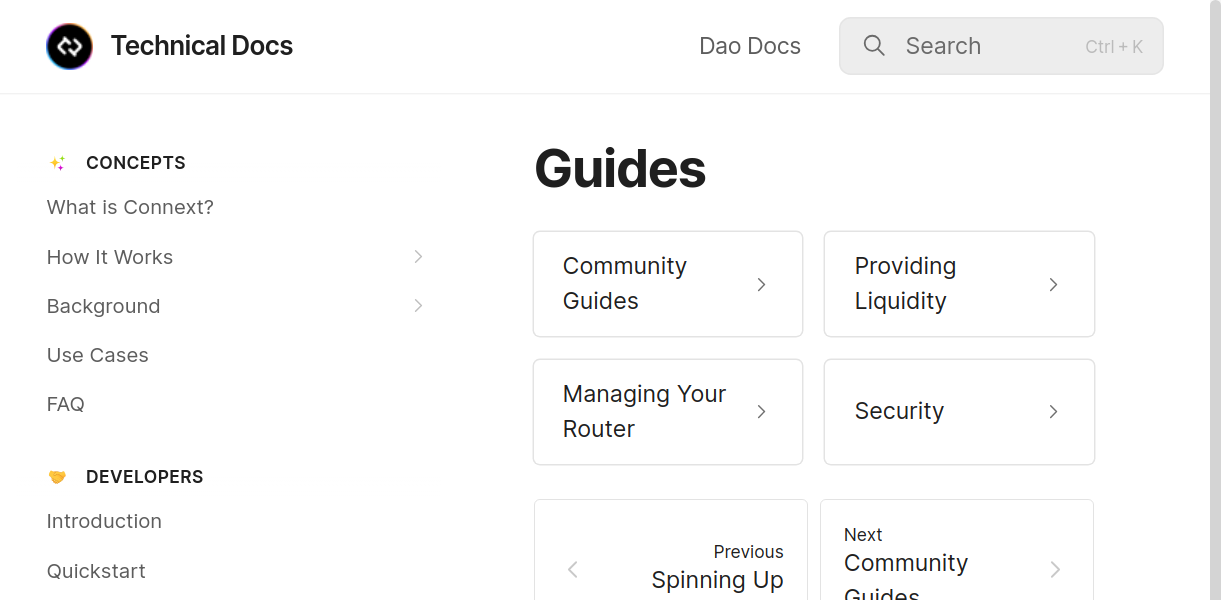 Technical Docs
Dao Docs
Search
Ctrl + K
CONCEPTS
What is Connext?
How It Works
Background
Use Cases
FAQ
DEVELOPERS
Introduction
Quickstart
Guides
Community
Guides
Providing
Liquidity
Managing Your
Router
Security
Previous
Spinning Up
Next
Community
Guides